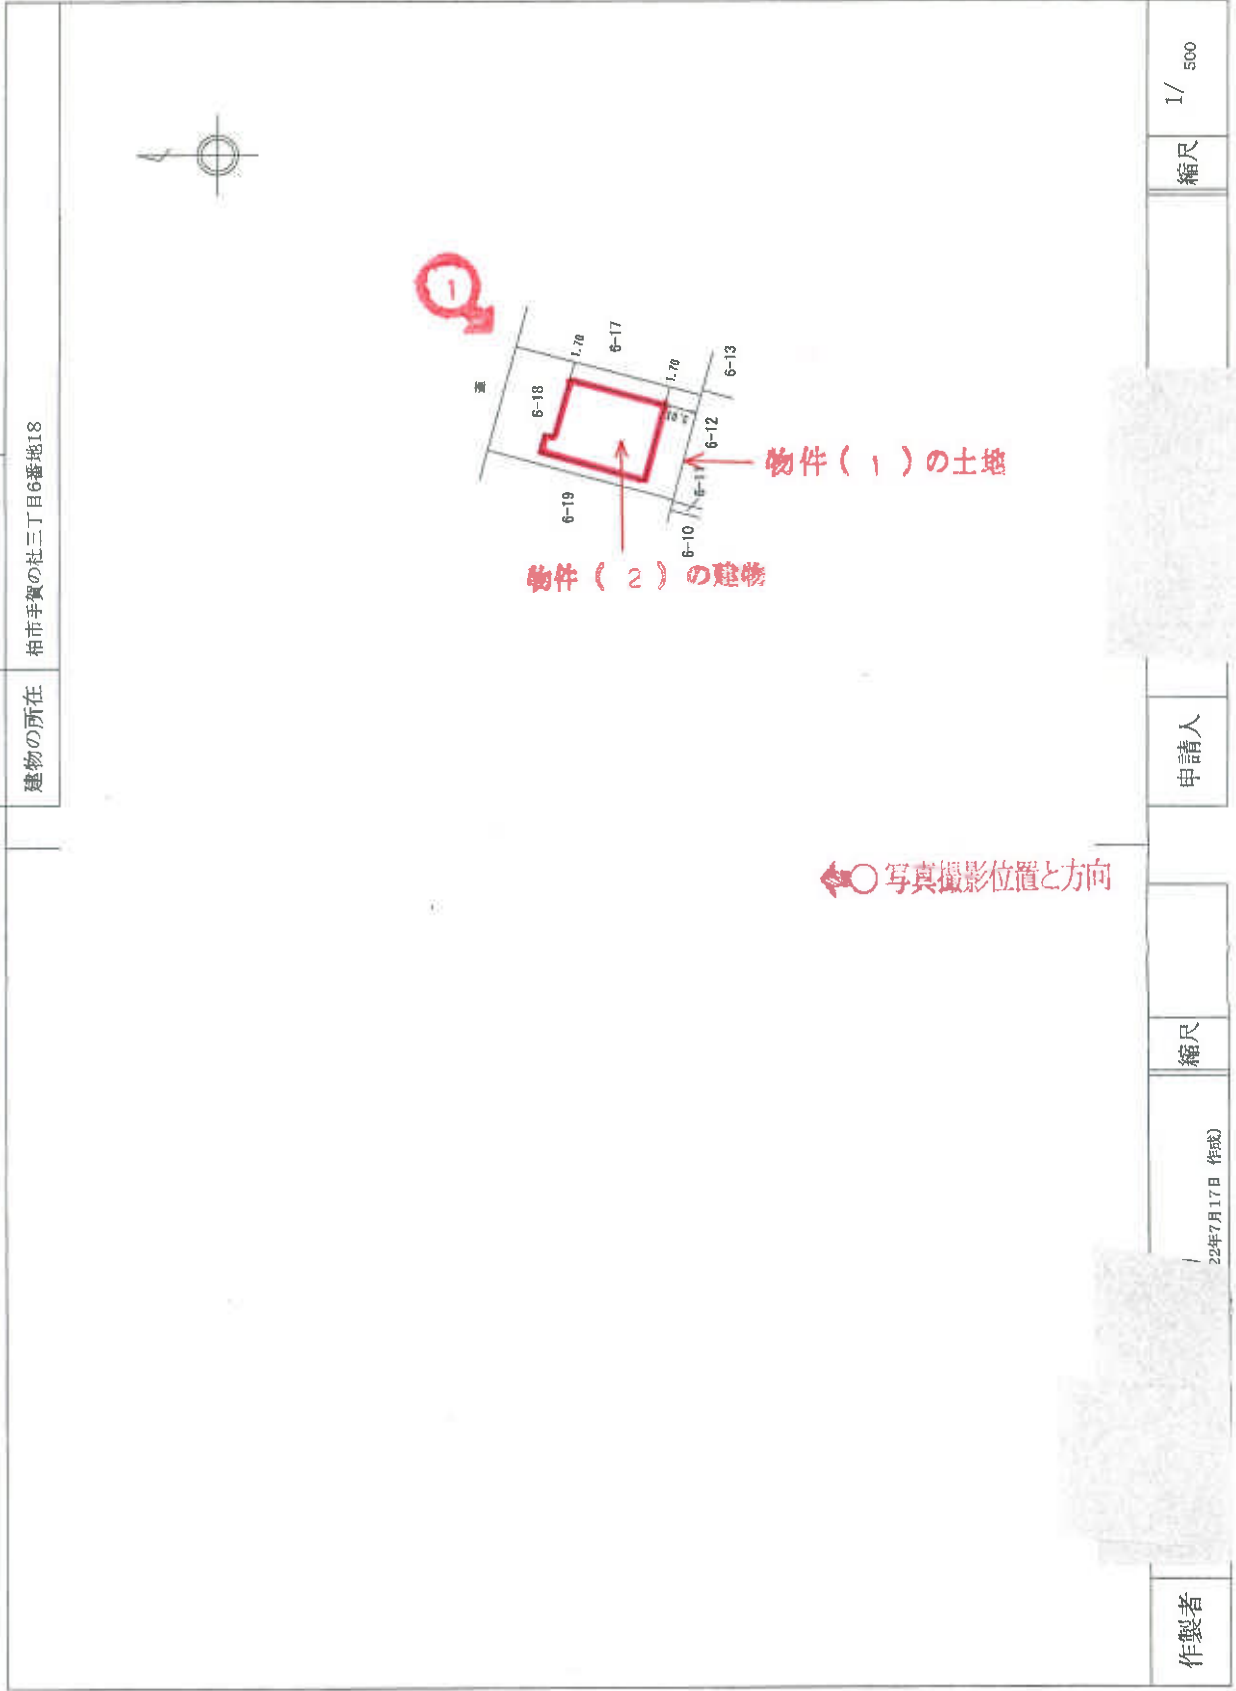 建物の所在
柏市手賀の杜三丁目6番地18
1
道
6-18
1.70
6-17
1.70
6-13
6-12
6-11
6-19
6-10
物件(1)の土地
物件(2)の建物
写真撮影位置と方向
作製者
22年7月17日 作成)
縮尺
申請人
縮尺
1/500